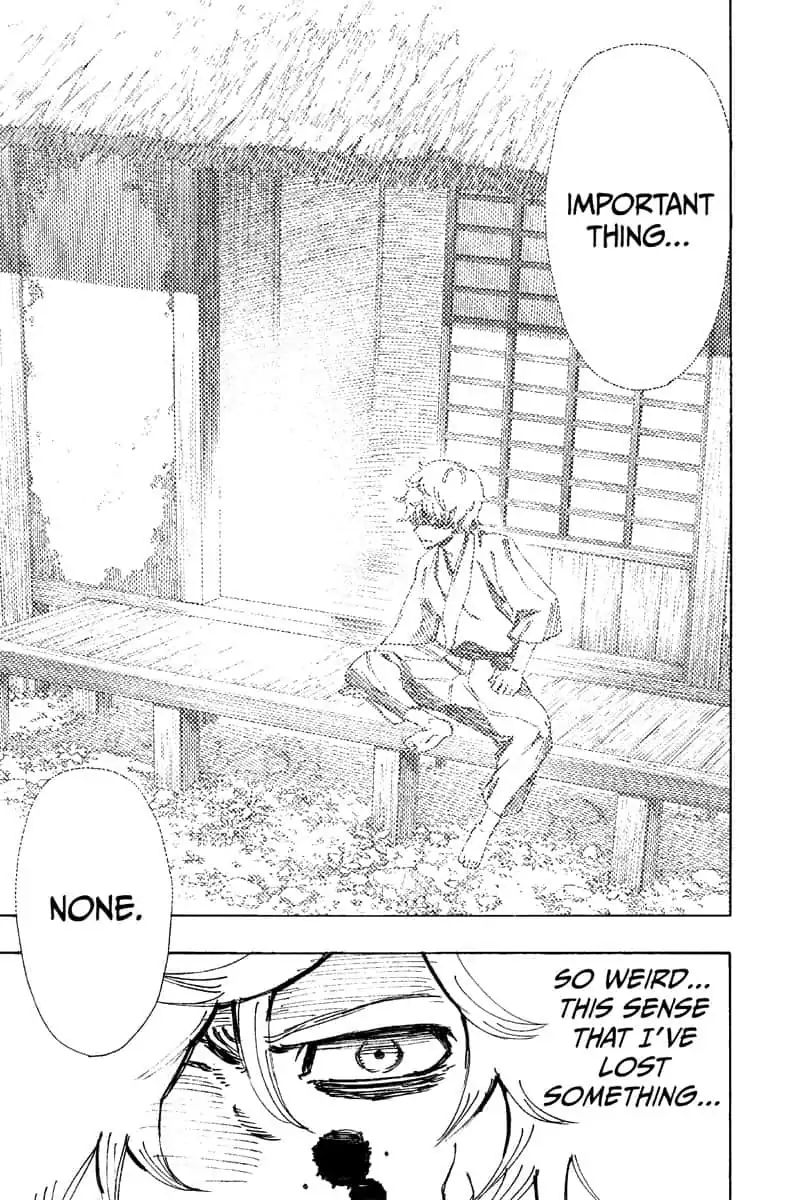 IMPORTANT
THING...
NONE.
SO WEIRD...
THIS SENSE
THAT I'VE
LOST
SOMETHING...